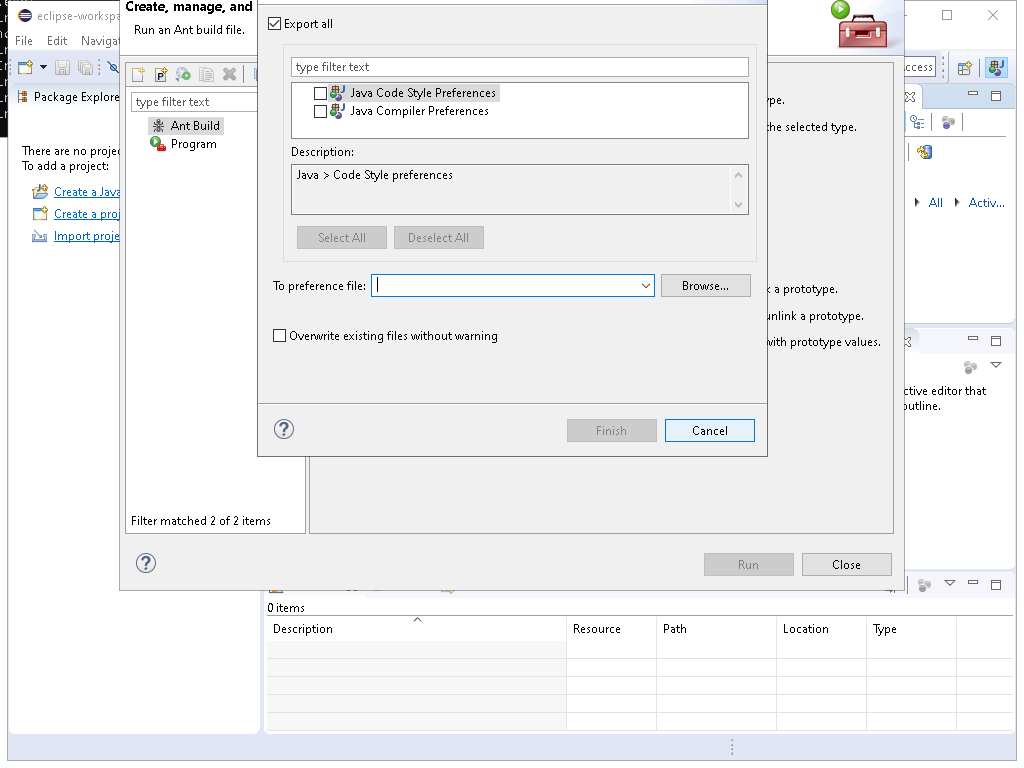 eclipse-workspa
Create, manage, and
File Edit Navigat
Run an Ant build file.
Export all
type filter text
Java Code Style Preferences
Java Compiler Preferences
Description:
Java > Code Style preferences
Select All Deselect All
To preference file: Browse...
Overwrite existing files without warning
Finish Cancel
Package Explore
type filter text
Ant Build
Program
There are no projec
To add a project:
Create a Java
Create a proj
Import proje
Filter matched 2 of 2 items
Run Close
ccess
ype.
the selected type.
All Activ...
k a prototype.
unlink a prototype.
with prototype values.
ctive editor that
outline.
0 items
Description Resource Path Location Type